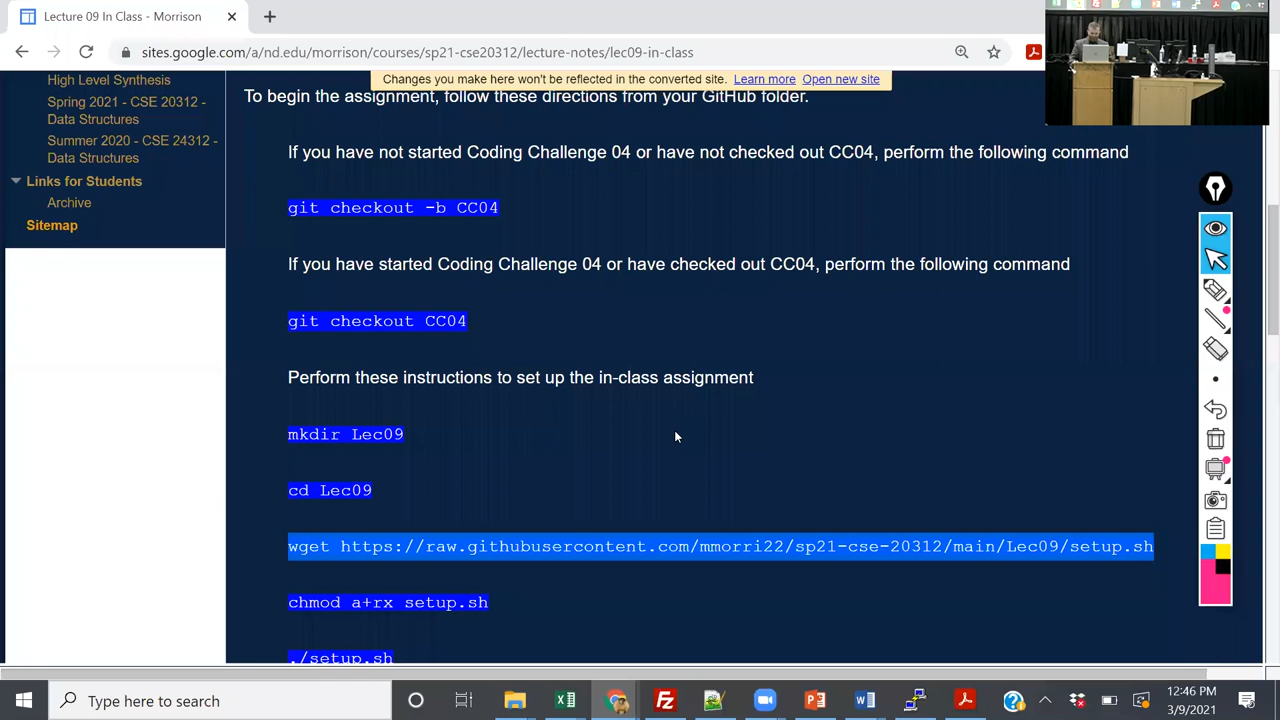 Lecture 09 In Class - Morrison
sites.google.com/a/nd.edu/morrison/courses/sp21-cse20312/lecture-notes/lec09-in-class
Changes you make here won't be reflected in the converted site. Learn more Open new site
High Level Synthesis
Spring 2021 - CSE 20312 -
Data Structures
Summer 2020 - CSE 24312 -
Data Structures
Links for Students
Archive
Sitemap
To begin the assignment, follow these directions from your GitHub folder.
If you have not started Coding Challenge 04 or have not checked out CC04, perform the following command
git checkout -b CC04
If you have started Coding Challenge 04 or have checked out CC04, perform the following command
git checkout CC04
Perform these instructions to set up the in-class assignment
mkdir Lec09
cd Lec09
wget https://raw.githubusercontent.com/mmorri22/sp21-cse-20312/main/Lec09/setup.sh
chmod a+rx setup.sh
./setup.sh
Type here to search
12:46 PM
3/9/2021